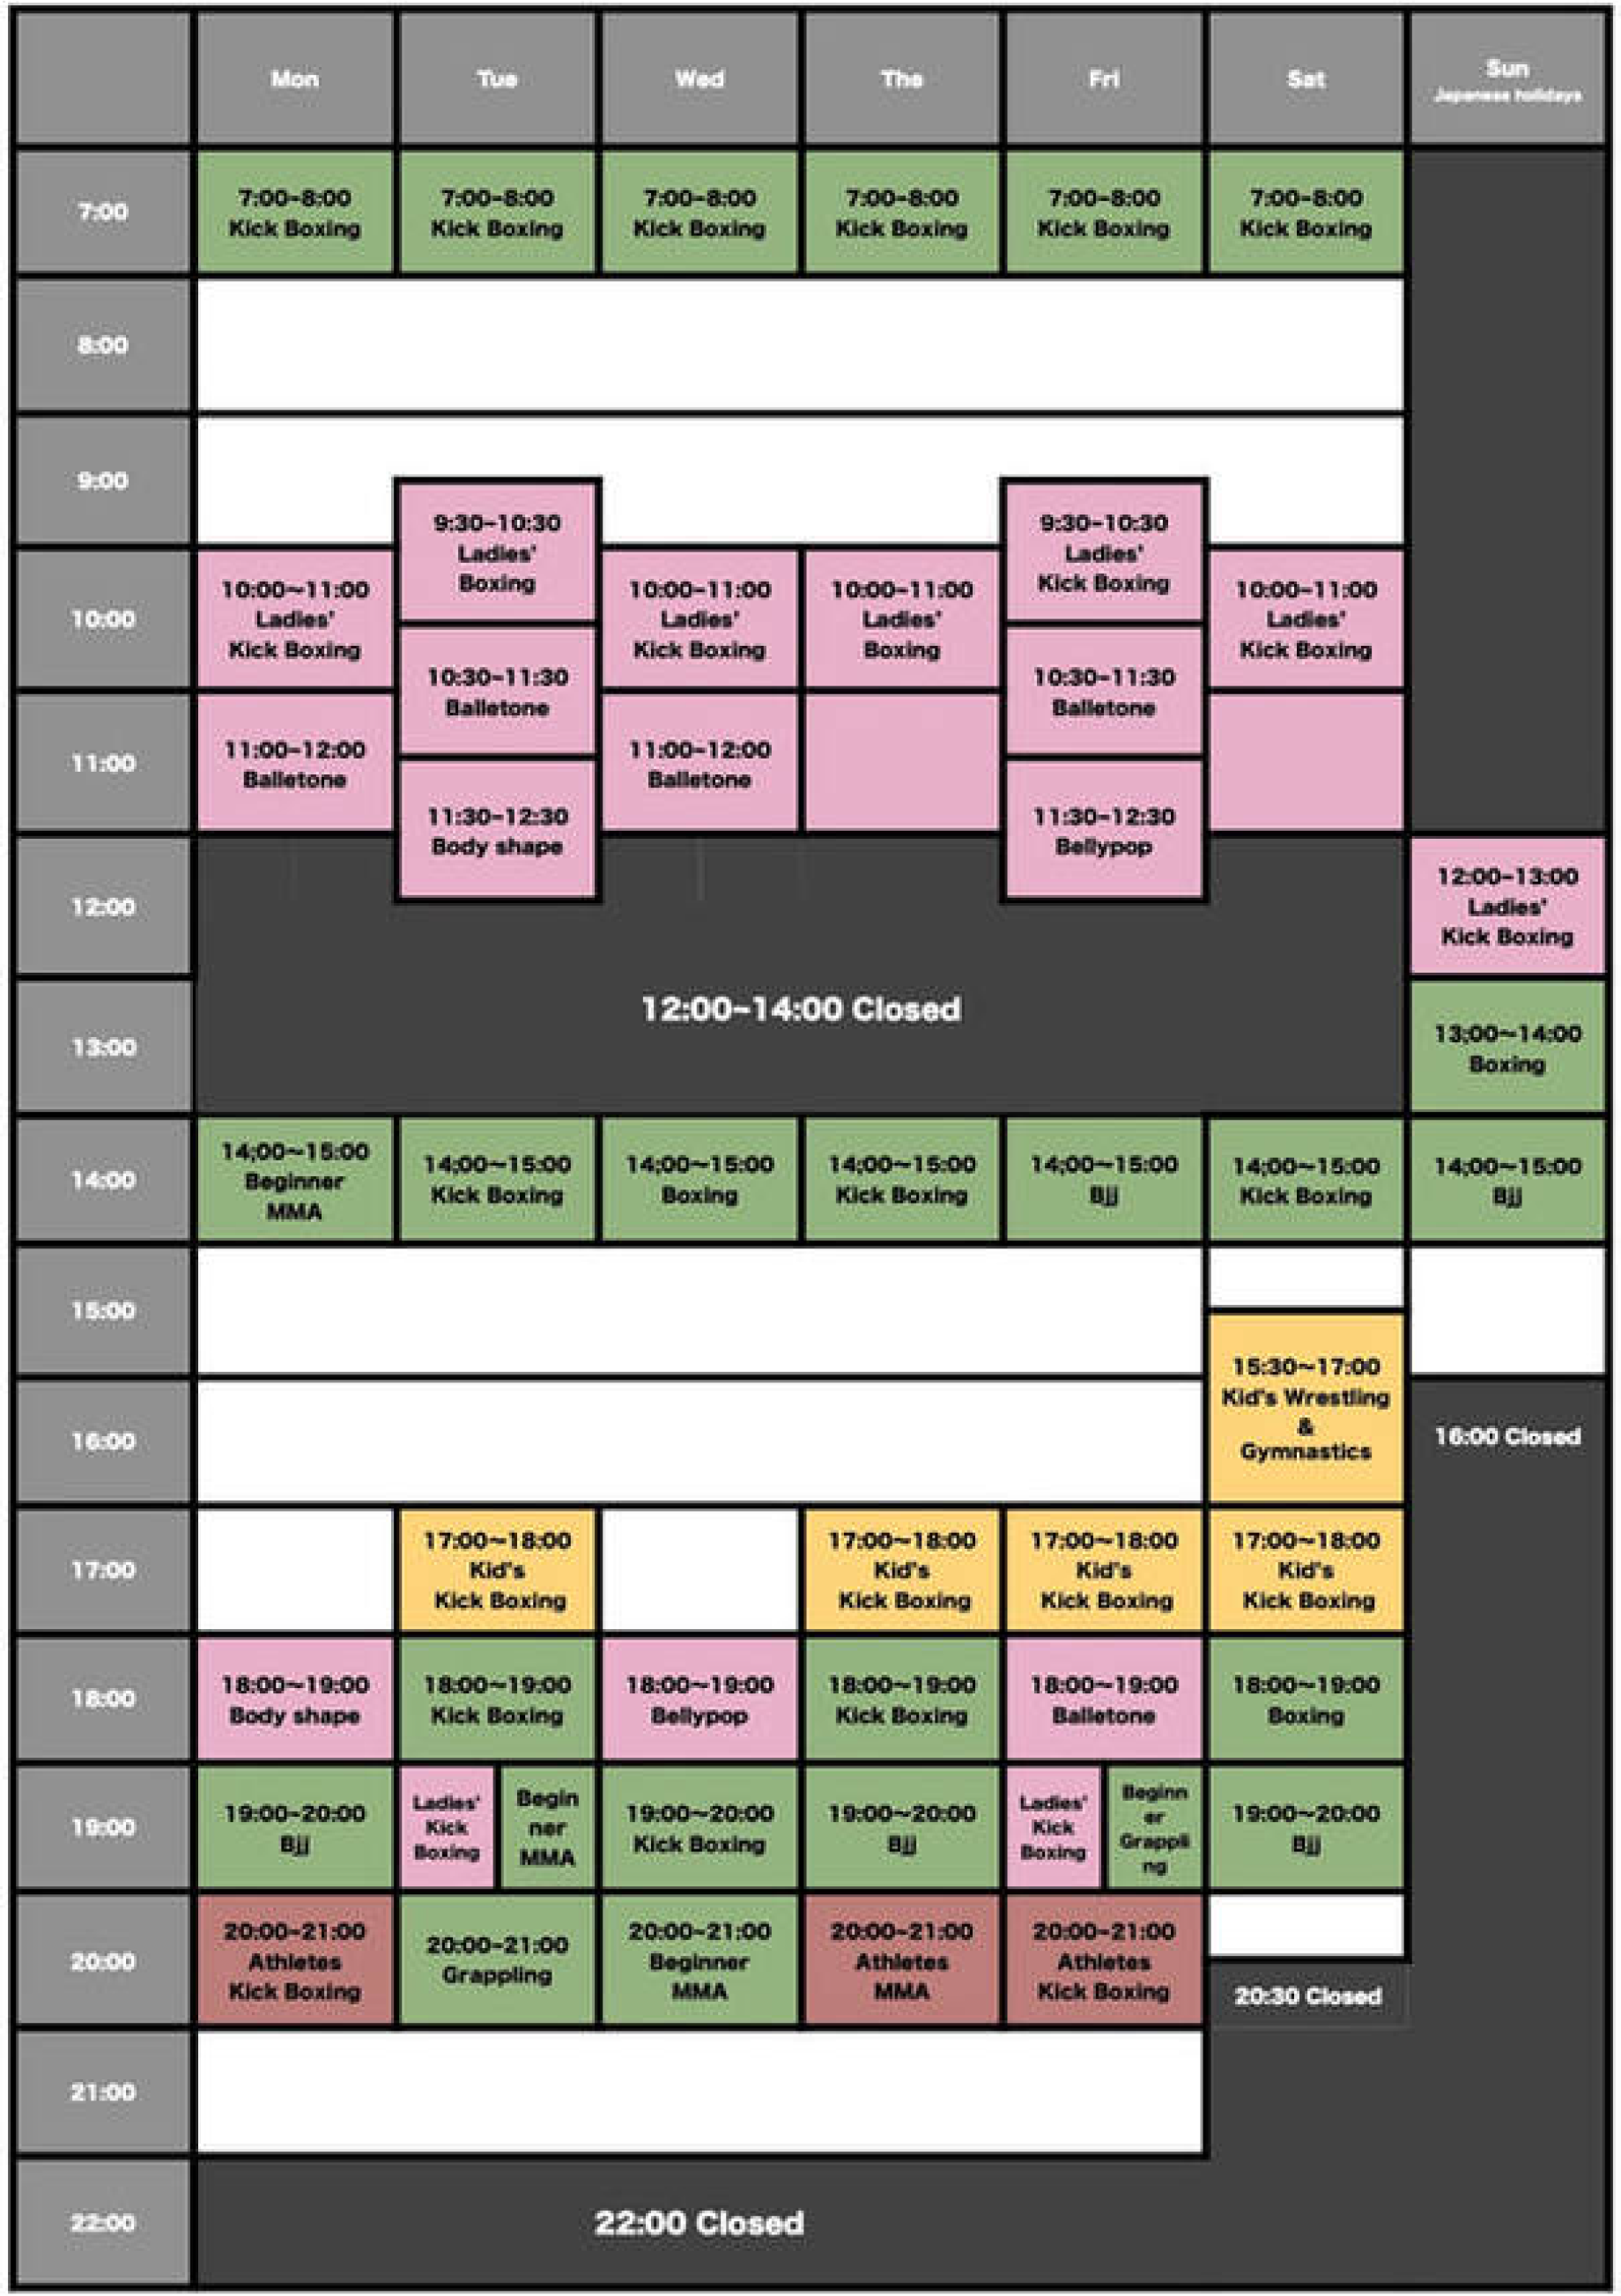 Mon
Tue
Wed
The
Fri
Sat
Sun
Japanese holidays
7:00
7:00~8:00
Kick Boxing
7:00~8:00
Kick Boxing
7:00~8:00
Kick Boxing
7:00~8:00
Kick Boxing
7:00~8:00
Kick Boxing
7:00~8:00
Kick Boxing
8:00
9:00
9:30~10:30
Ladies'
Boxing
9:30~10:30
Ladies'
Kick Boxing
10:00
10:00~11:00
Ladies'
Kick Boxing
10:00~11:00
Ladies'
Kick Boxing
10:00~11:00
Ladies'
Boxing
10:00~11:00
Ladies'
Kick Boxing
10:30~11:30
Balletone
10:30~11:30
Balletone
11:00
11:00~12:00
Balletone
11:00~12:00
Balletone
11:30~12:30
Body shape
11:30~12:30
Bellypop
12:00
12:00~13:00
Ladies'
Kick Boxing
12:00~14:00 Closed
13:00
13;00~14:00
Boxing
14:00
14;00~15:00
Beginner
MMA
14;00~15:00
Kick Boxing
14;00~15:00
Boxing
14;00~15:00
Kick Boxing
14;00~15:00
Bjj
14;00~15:00
Kick Boxing
14;00~15:00
Bjj
15:00
15:30~17:00
Kid's Wrestling
&
Gymnastics
16:00
16:00 Closed
17:00
17:00~18:00
Kid's
Kick Boxing
17:00~18:00
Kid's
Kick Boxing
17:00~18:00
Kid's
Kick Boxing
17:00~18:00
Kid's
Kick Boxing
18:00
18:00~19:00
Body shape
18:00~19:00
Kick Boxing
18:00~19:00
Bellypop
18:00~19:00
Kick Boxing
18:00~19:00
Balletone
18:00~19:00
Boxing
19:00
19:00~20:00
Bjj
Ladies'
Kick
Boxing
Begin
ner
MMA
19:00~20:00
Kick Boxing
19:00~20:00
Bjj
Ladies'
Kick
Boxing
Beginn
er
Grappli
ng
19:00~20:00
Bjj
20:00
20:00~21:00
Athletes
Kick Boxing
20:00~21:00
Grappling
20:00~21:00
Beginner
MMA
20:00~21:00
Athletes
MMA
20:00~21:00
Athletes
Kick Boxing
20:30 Closed
21:00
22:00
22:00 Closed